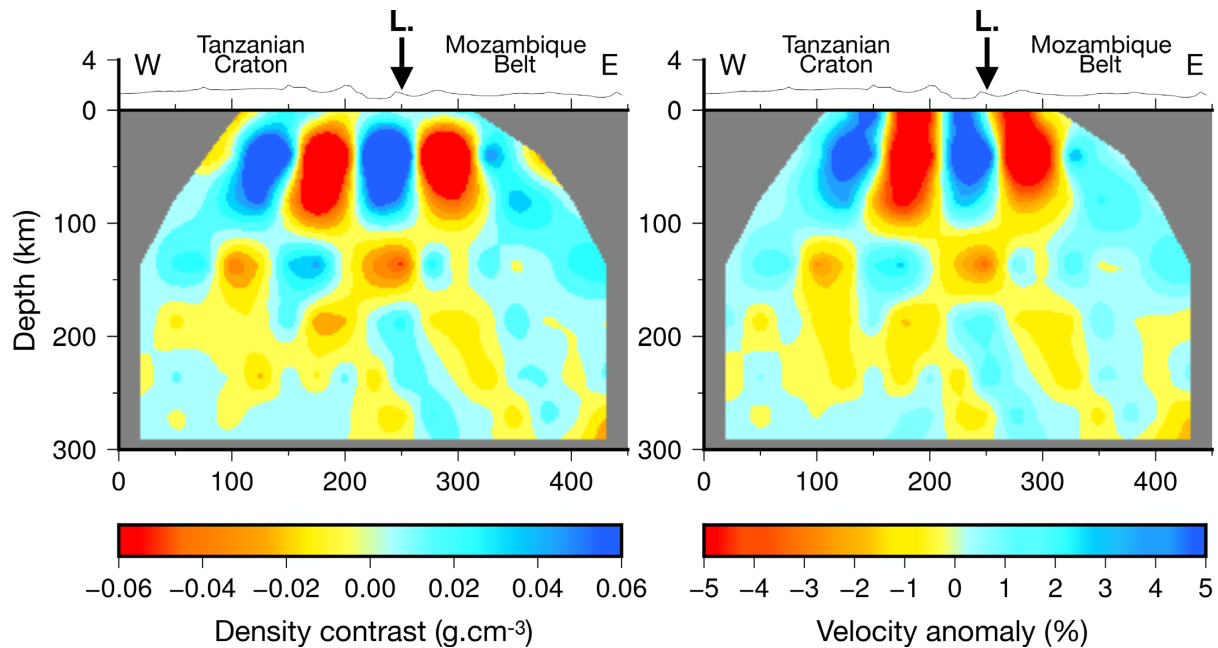 L.
L.
Tanzanian
Craton
Mozambique
Belt
Tanzanian
Craton
Mozambique
Belt
4
W
E
W
E
4
0
0
Depth (km)
100
100
200
200
300
300
0 100 200 300 400
0 100 200 300 400
−0.06 −0.04 −0.02 0.00 0.02 0.04 0.06
−5 −4 −3 −2 −1 0 1 2 3 4 5
Density contrast (g.cm-3)
Velocity anomaly (%)